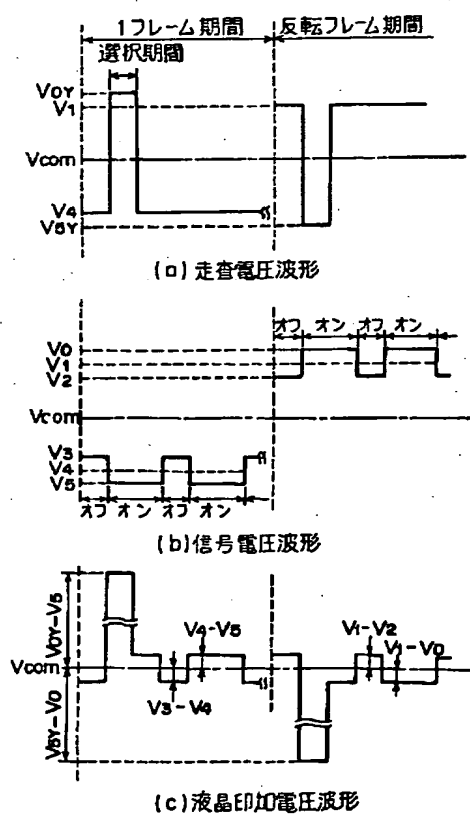 1フレーム期間
反転フレーム期間
選択期間
V0Y
V1
Vcom
V4
V5Y
(a) 走査電圧波形
オフ オン オフ オン
V0
V1
V2
Vcom
V3
V4
V5
オフ オン オフ オン
(b) 信号電圧波形
V0Y-V5
V4-V5
V1-V2
V1-V0
Vcom
V3-V4
V5Y-V0
(c) 液晶印加電圧波形